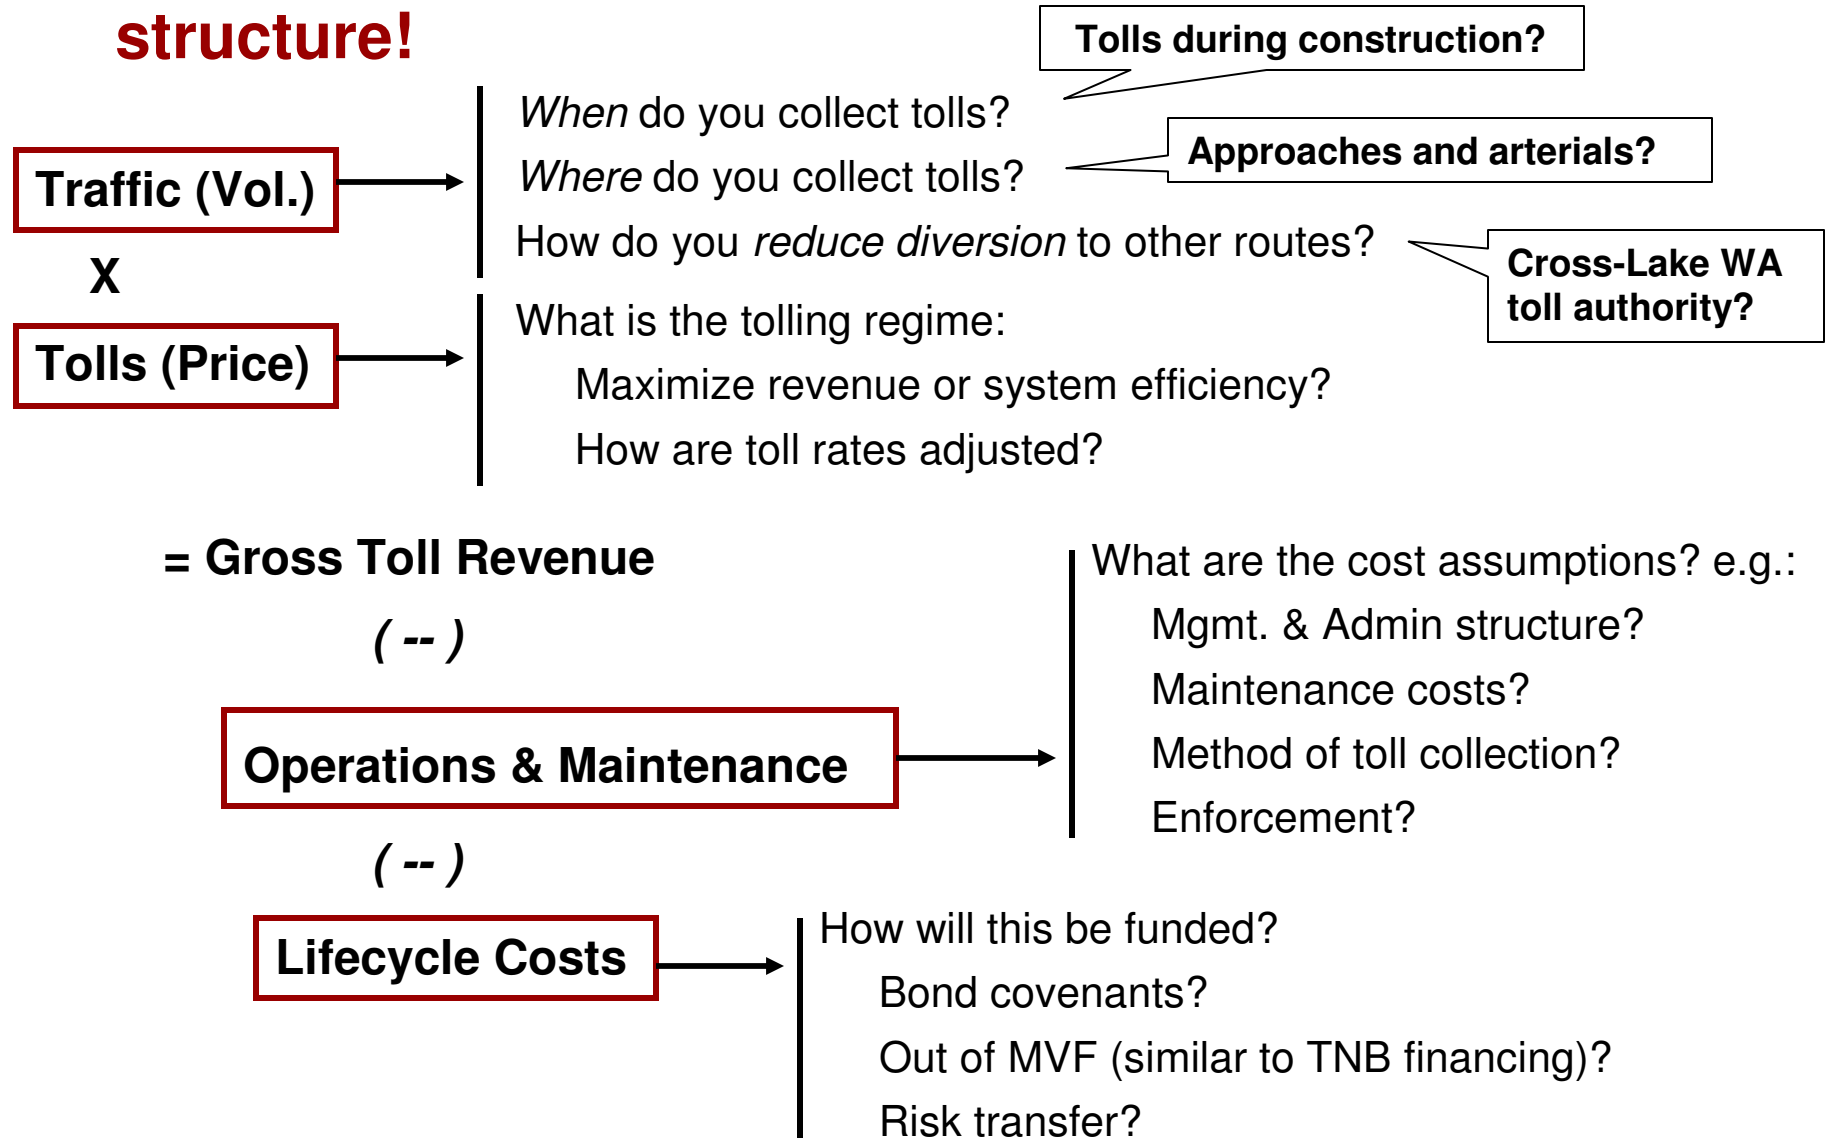 structure!
Tolls during construction?
When do you collect tolls?
Approaches and arterials?
Traffic (Vol.)
Where do you collect tolls?
How do you reduce diversion to other routes?
Cross-Lake WA
toll authority?
X
What is the tolling regime:
Tolls (Price)
Maximize revenue or system efficiency?
How are toll rates adjusted?
= Gross Toll Revenue
What are the cost assumptions? e.g.:
( -- )
Mgmt. & Admin structure?
Maintenance costs?
Operations & Maintenance
Method of toll collection?
Enforcement?
( -- )
How will this be funded?
Lifecycle Costs
Bond covenants?
Out of MVF (similar to TNB financing)?
Risk transfer?